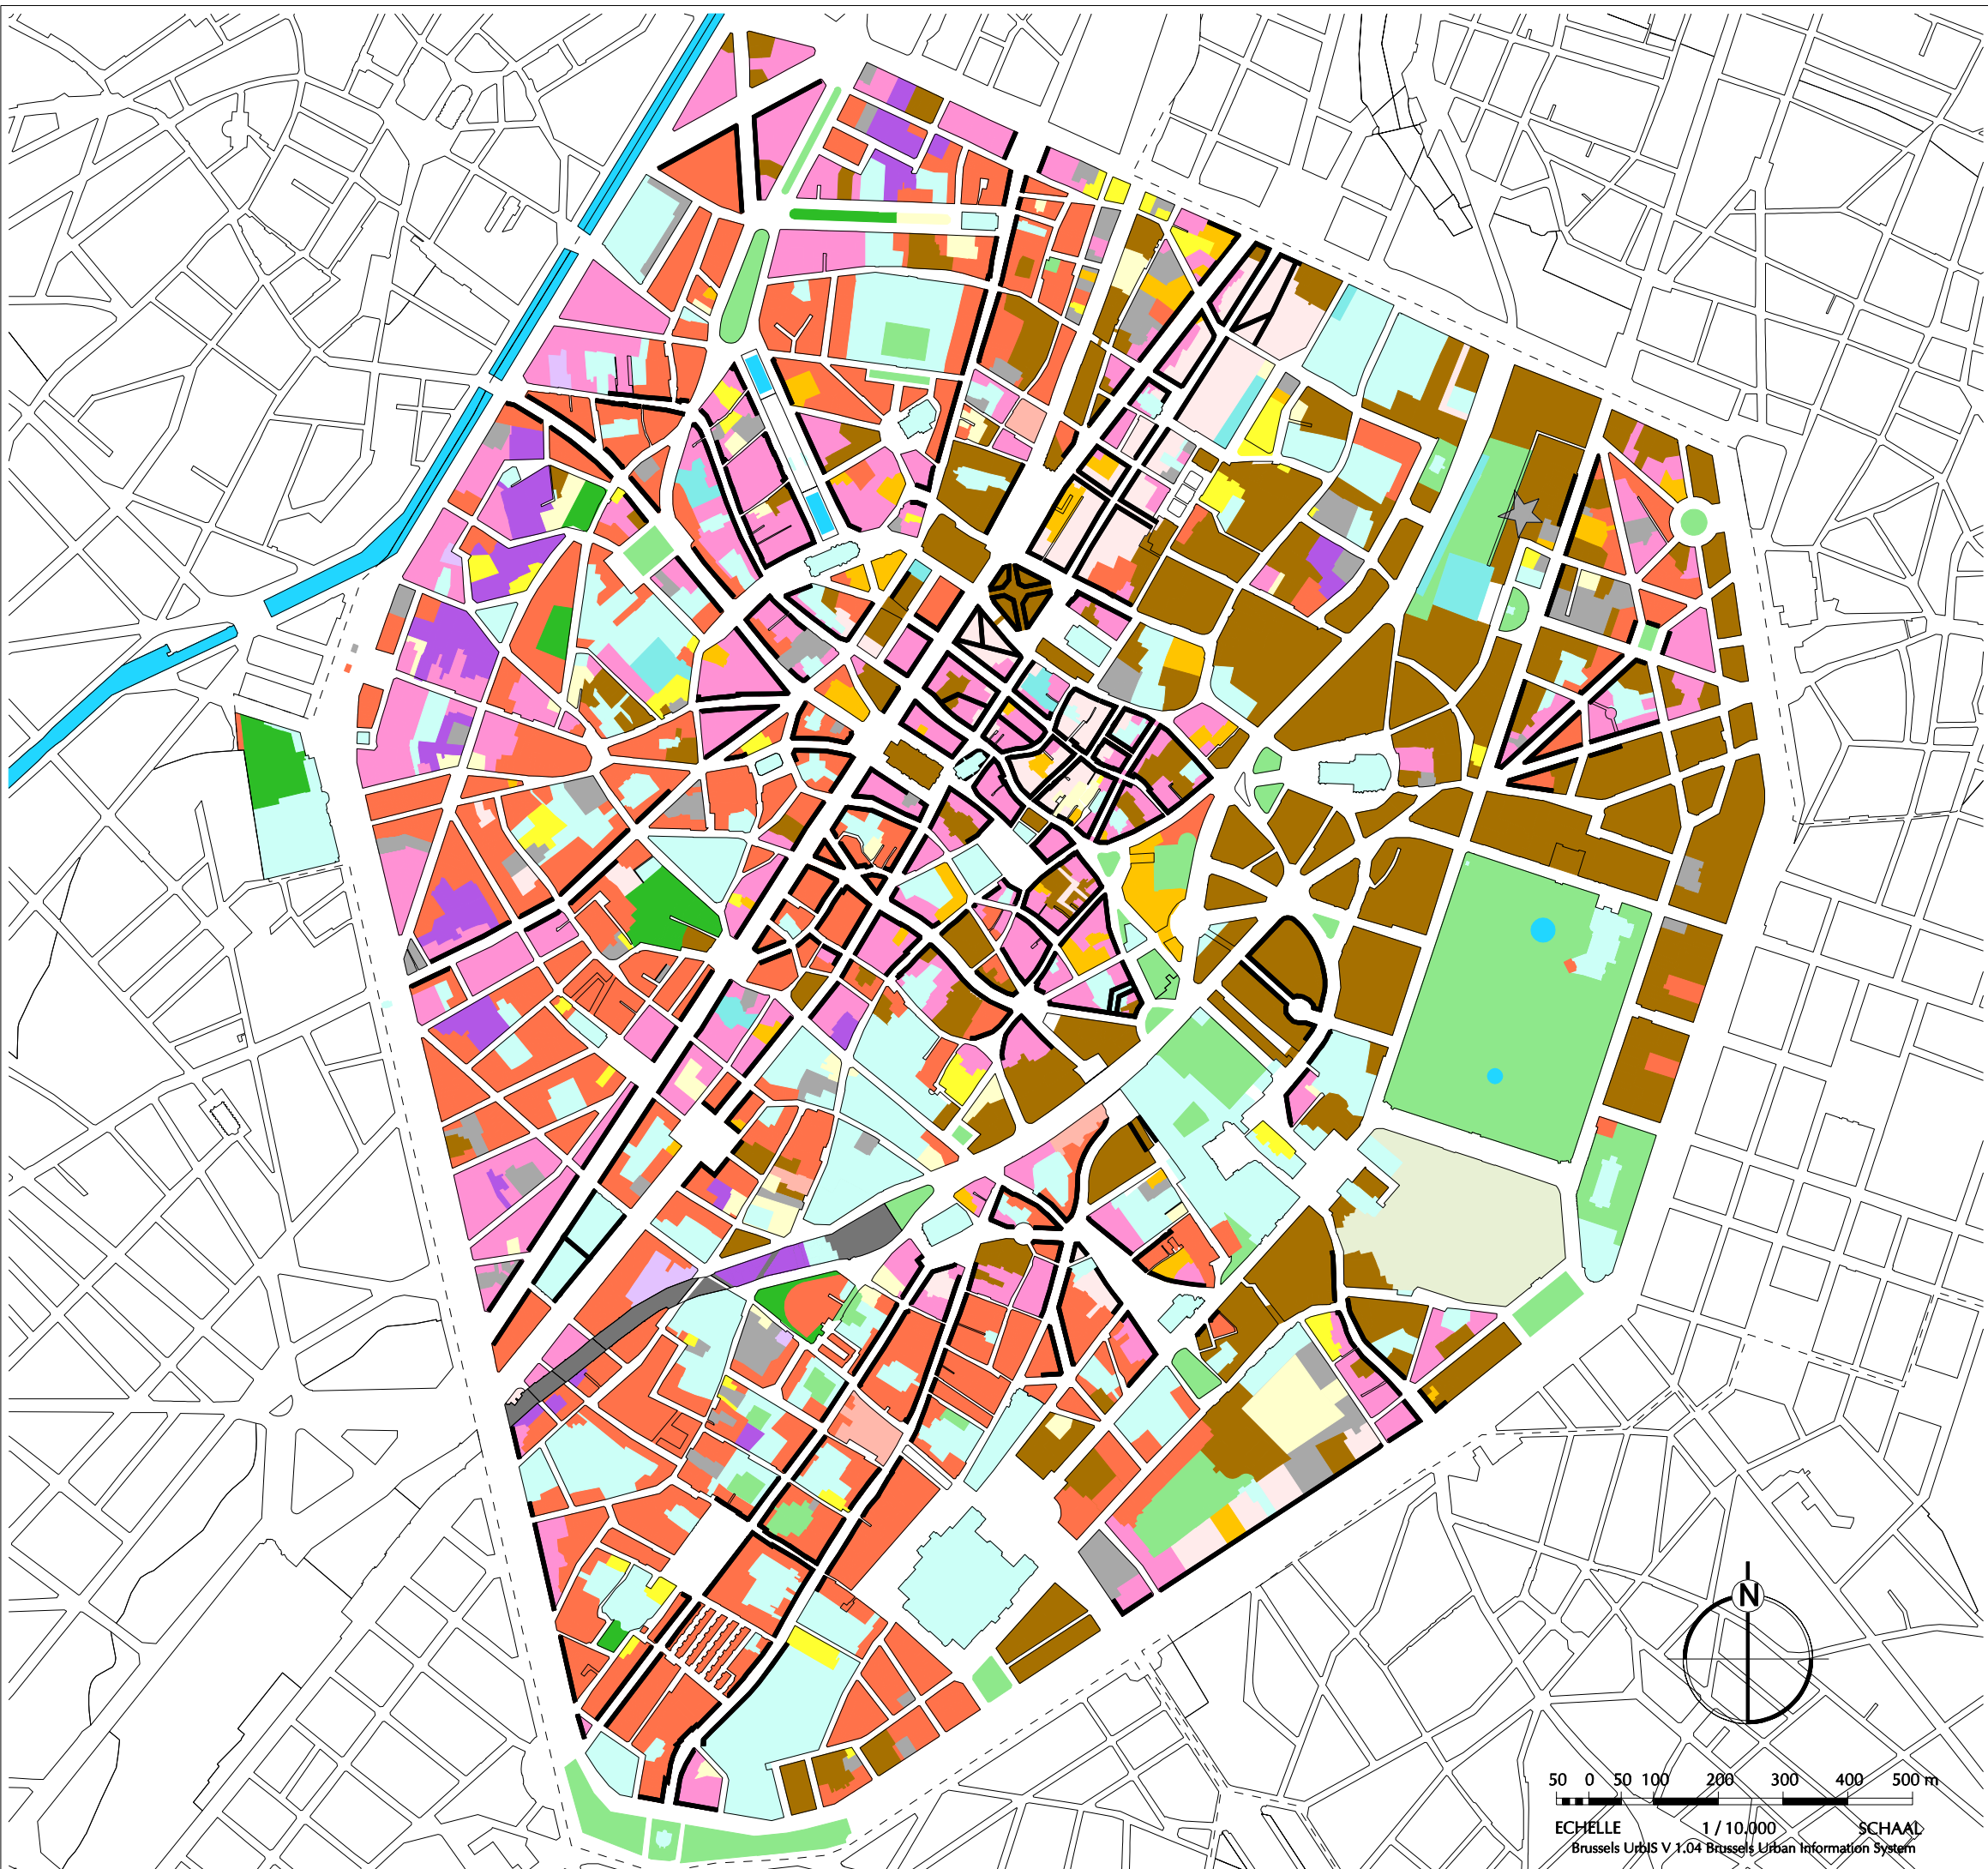 N
50 0 50 100 200 300 400 500 m
ECHELLE 1 / 10.000 SCHAAL
Brussels UrbIS V 1.04 Brussels Urban Information System